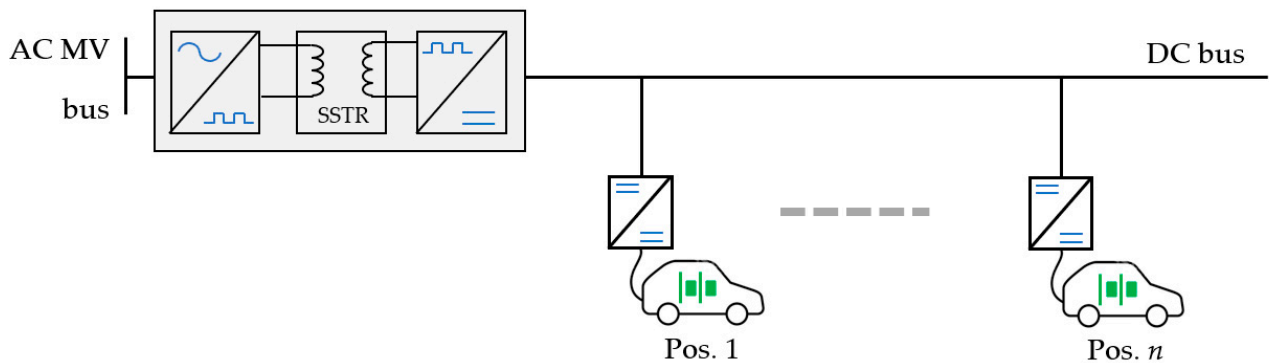 AC MV
bus
SSTR
DC bus
Pos. 1
Pos. n